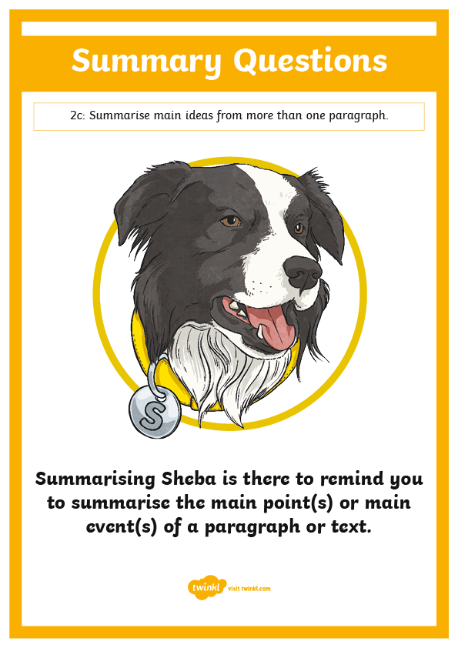 Summary Questions
2c: Summarise main ideas from more than one paragraph.
S
Summarising Sheba is there to remind you
to summarise the main point(s) or main
event(s) of a paragraph or text.
twinkl visit twinkl.com